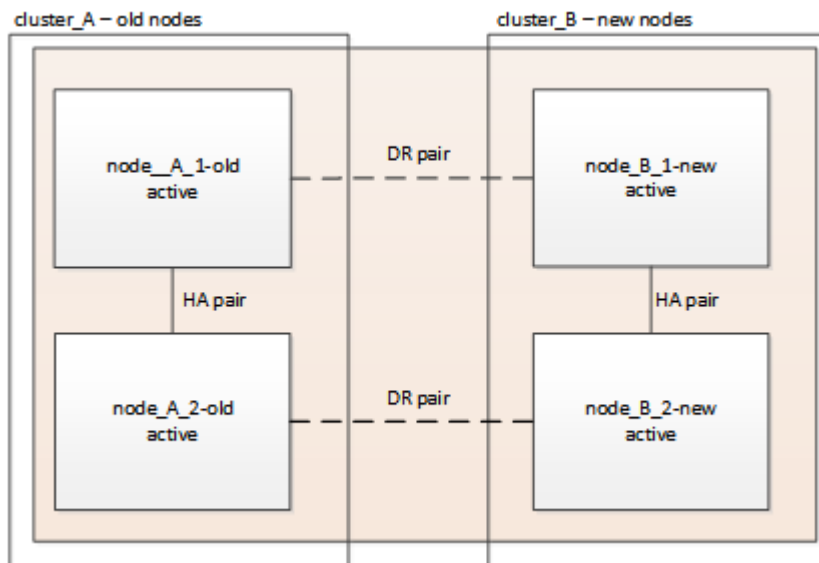 cluster_A – old nodes
cluster_B – new nodes
node__A_1-old
active
DR pair
node_B_1-new
active
HA pair
HA pair
node_A_2-old
active
DR pair
node_B_2-new
active